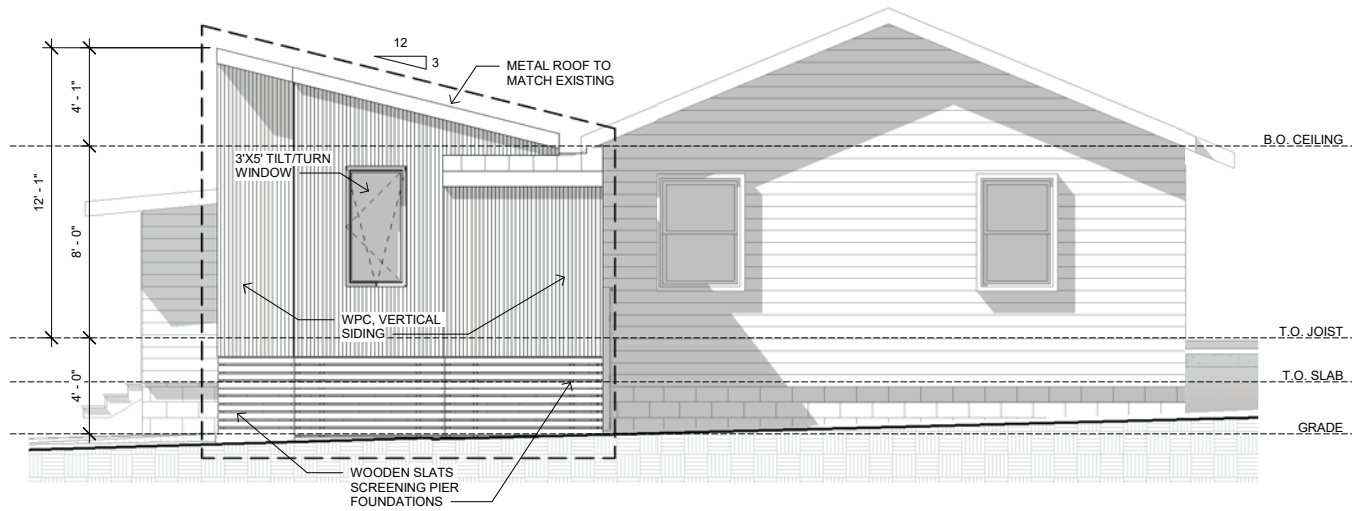 12
3
METAL ROOF TO
MATCH EXISTING
4' - 1"
12' - 1"
8' - 0"
4' - 0"
3'X5' TILT/TURN
WINDOW
B.O. CEILING
WPC, VERTICAL
SIDING
T.O. JOIST
T.O. SLAB
GRADE
WOODEN SLATS
SCREENING PIER
FOUNDATIONS